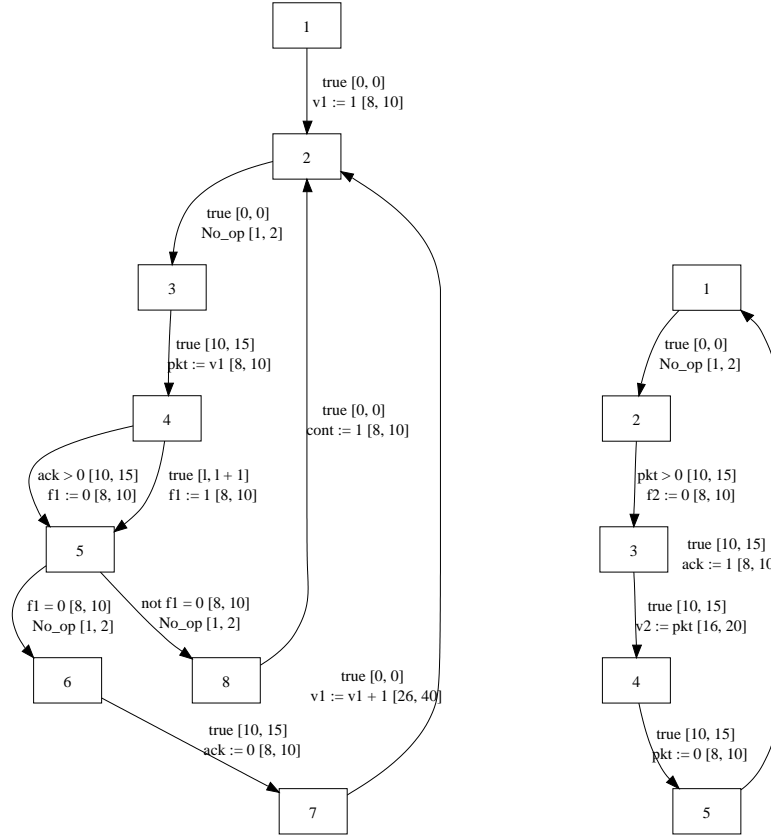 1
true [0, 0]
v1 := 1 [8, 10]
2
true [0, 0]
No_op [1, 2]
3
true [10, 15]
pkt := v1 [8, 10]
4
ack > 0 [10, 15]
f1 := 0 [8, 10]
true [l, l + 1]
f1 := 1 [8, 10]
true [0, 0]
cont := 1 [8, 10]
5
f1 = 0 [8, 10]
No_op [1, 2]
not f1 = 0 [8, 10]
No_op [1, 2]
6
8
true [0, 0]
v1 := v1 + 1 [26, 40]
true [10, 15]
ack := 0 [8, 10]
7
1
true [0, 0]
No_op [1, 2]
2
pkt > 0 [10, 15]
f2 := 0 [8, 10]
3
true [10, 15]
ack := 1 [8, 10
true [10, 15]
v2 := pkt [16, 20]
4
true [10, 15]
pkt := 0 [8, 10]
5